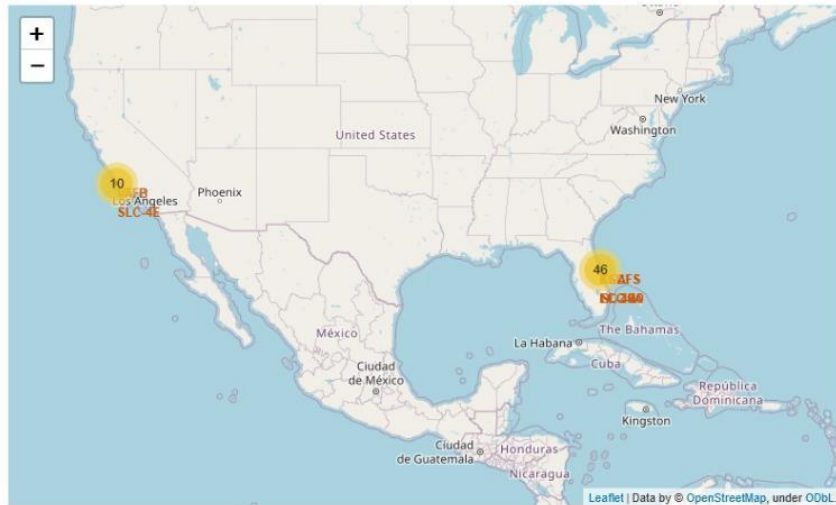 Ottawa
+
−
New York
Washington
United States
10
Los Angeles
SLC-4E
Phoenix
46
The Bahamas
La Habana
Cuba
México
Ciudad
de México
República
Dominicana
Kingston
Ciudad
de Guatemala
Honduras
Nicaragua
Leaflet | Data by © OpenStreetMap, under ODbL.